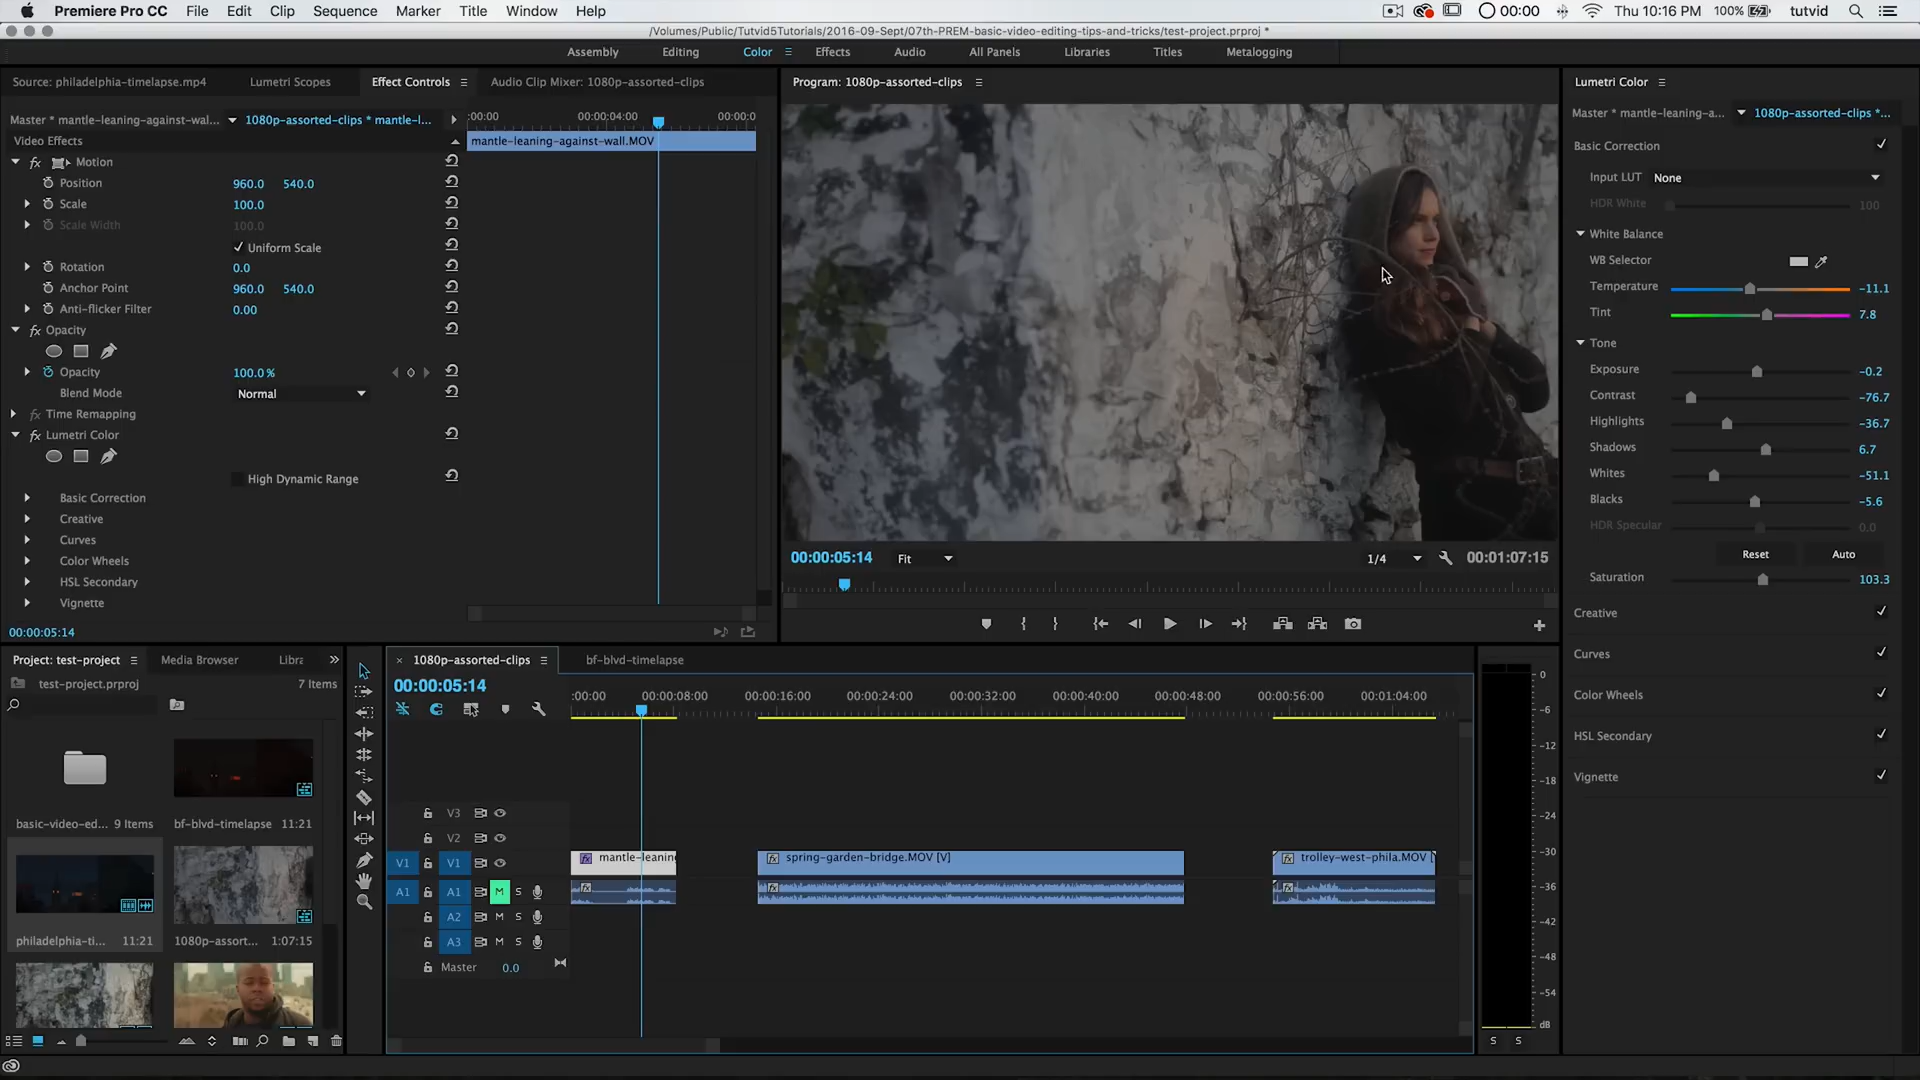 Premiere Pro CC File Edit Clip Sequence Marker Title Window Help 00:00 Thu 10:16 PM 100% tutvid
/Volumes/Public/Tutvid5Tutorials/2016-09-Sept/07th-PREM-basic-video-editing-tips-and-tricks/test-project.prproj *
Assembly Editing Color Effects Audio All Panels Libraries Titles Metalogging
Source: philadelphia-timelapse.mp4 Lumetri Scopes Effect Controls Audio Clip Mixer: 1080p-assorted-clips
Master * mantle-leaning-against-wal... 1080p-assorted-clips * mantle-l...
:00:00 00:00:04:00 00:00:0
mantle-leaning-against-wall.MOV
Video Effects
fx Motion
Position 960.0 540.0
Scale 100.0
Scale Width 100.0
Uniform Scale
Rotation 0.0
Anchor Point 960.0 540.0
Anti-flicker Filter 0.00
fx Opacity
Opacity 100.0 %
Blend Mode Normal
fx Time Remapping
fx Lumetri Color
High Dynamic Range
Basic Correction
Creative
Curves
Color Wheels
HSL Secondary
Vignette
00:00:05:14
Program: 1080p-assorted-clips
00:00:05:14 Fit 1/4 00:01:07:15
Lumetri Color
Master * mantle-leaning-a... 1080p-assorted-clips *...
Basic Correction
Input LUT None
HDR White 100
White Balance
WB Selector
Temperature -11.1
Tint 7.8
Tone
Exposure -0.2
Contrast -76.7
Highlights -36.7
Shadows 6.7
Whites -51.1
Blacks -5.6
HDR Specular 0.0
Reset Auto
Saturation 103.3
Creative
Curves
Color Wheels
HSL Secondary
Vignette
Project: test-project Media Browser Libra
test-project.prproj 7 Items
basic-video-ed... 9 Items
bf-blvd-timelapse 11:21
philadelphia-ti... 11:21
1080p-assort... 1:07:15
1080p-assorted-clips bf-blvd-timelapse
00:00:05:14
:00:00 00:00:08:00 00:00:16:00 00:00:24:00 00:00:32:00 00:00:40:00 00:00:48:00 00:00:56:00 00:01:04:00
V3
V2
V1 V1 fx mantle-leaning fx spring-garden-bridge.MOV [V] fx trolley-west-phila.MOV [
A1 A1 M S fx fx fx
A2 M S
A3 M S
Master 0.0
0
-6
-12
-18
-24
-30
-36
-42
-48
-54
dB
S S